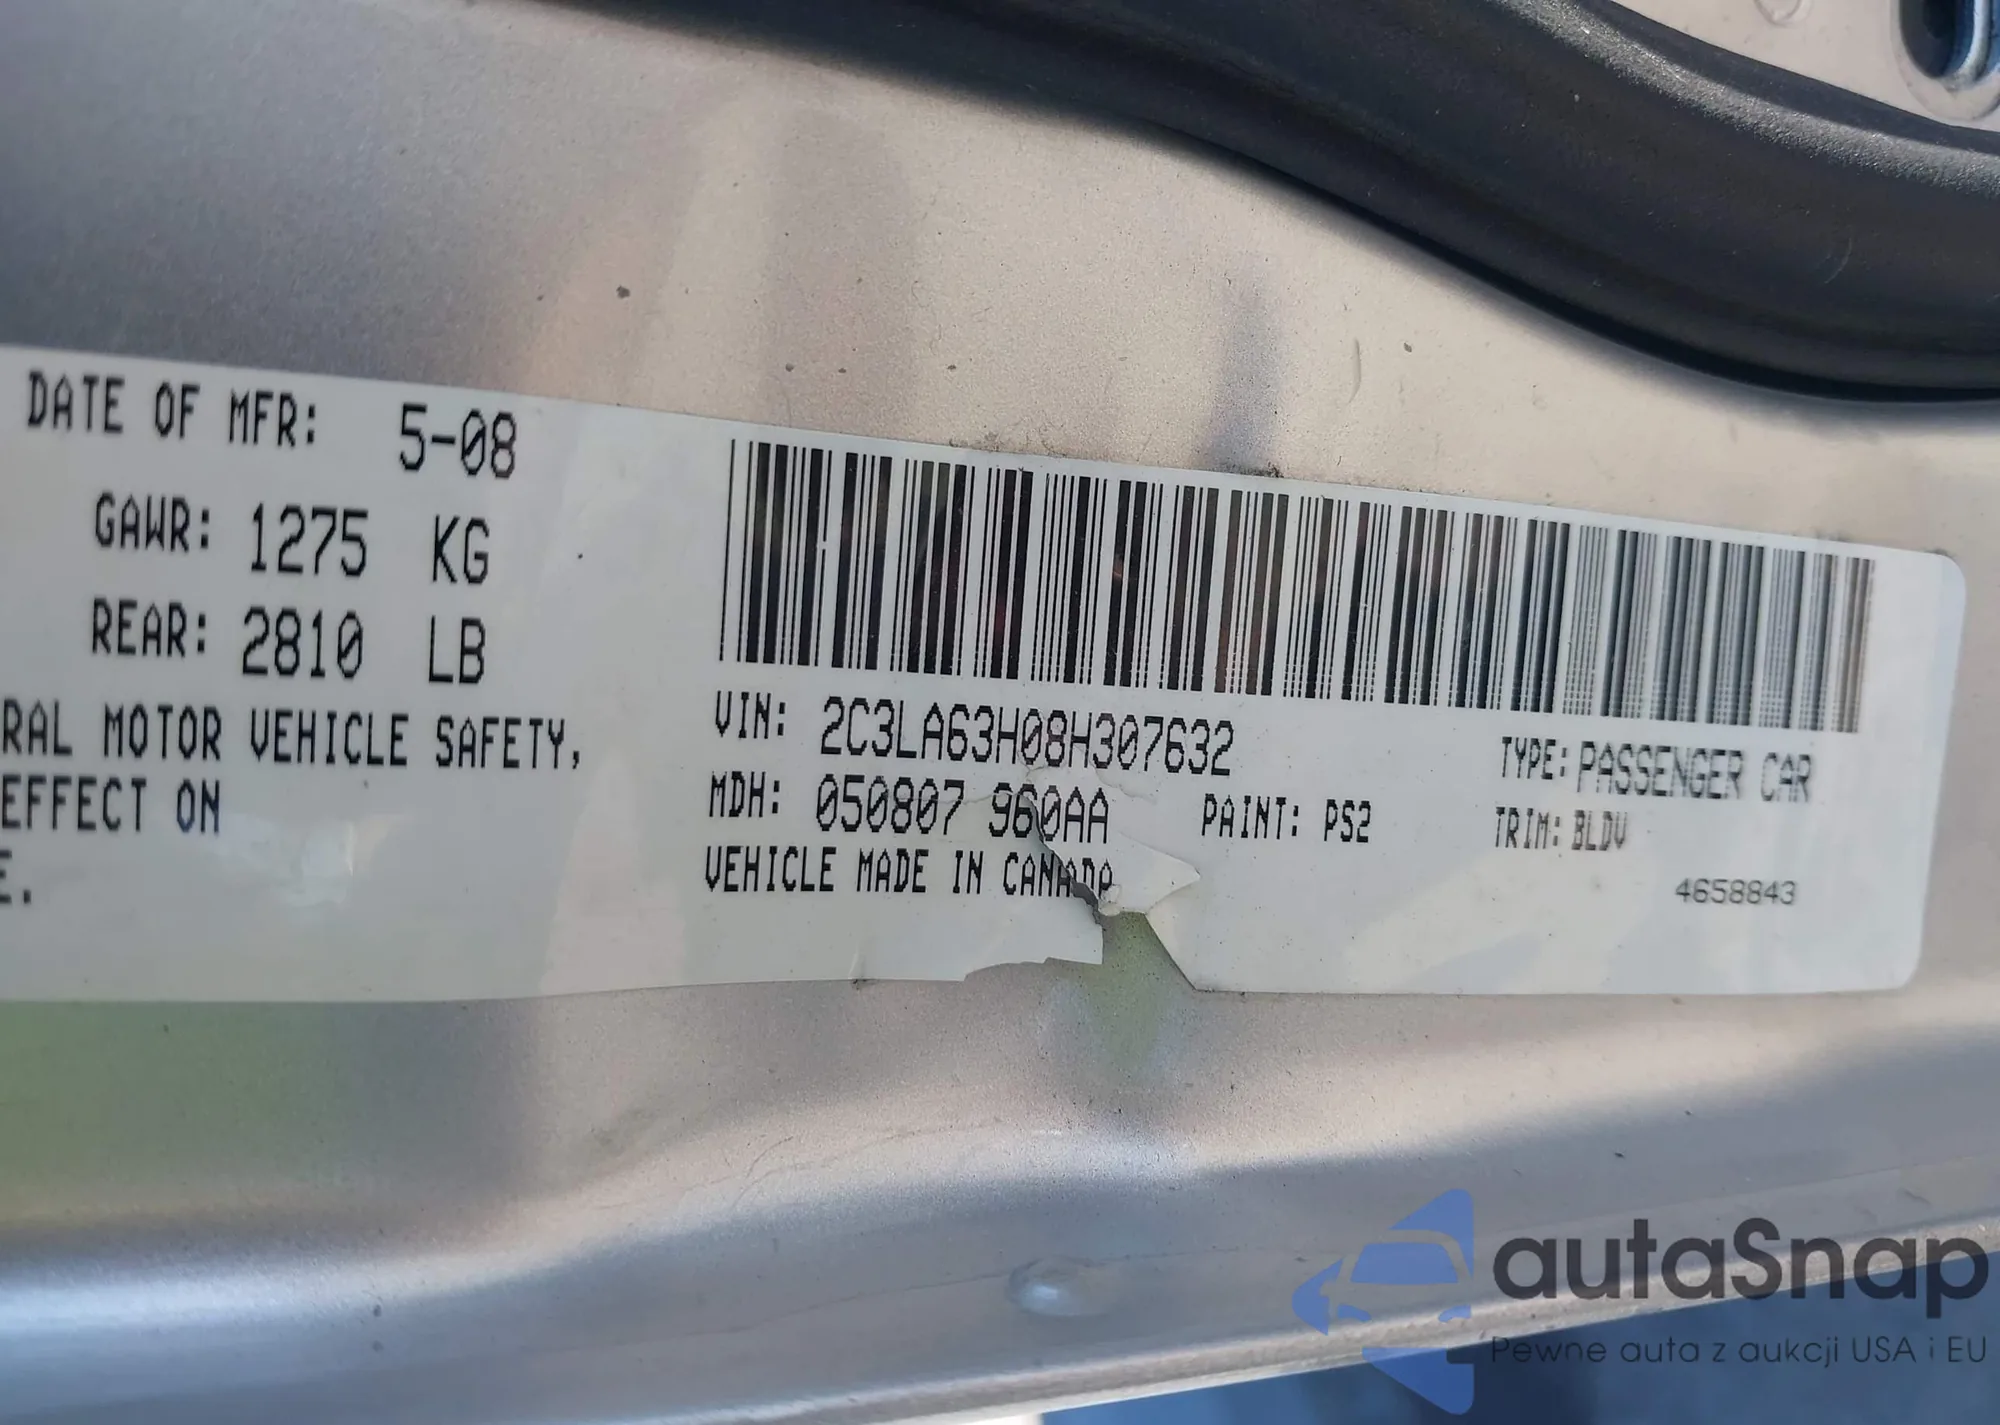 DATE OF MFR: 5-08
GAWR: 1275 KG
REAR: 2810 LB
RAL MOTOR VEHICLE SAFETY,
EFFECT ON
E.
VIN: 2C3LA63H08H307632
TYPE: PASSENGER CAR
MDH: 050807 960AA
PAINT: PS2
TRIM: BLDV
VEHICLE MADE IN CANADA
4658843
autaSnap
Pewne auta z aukcji USA i EU